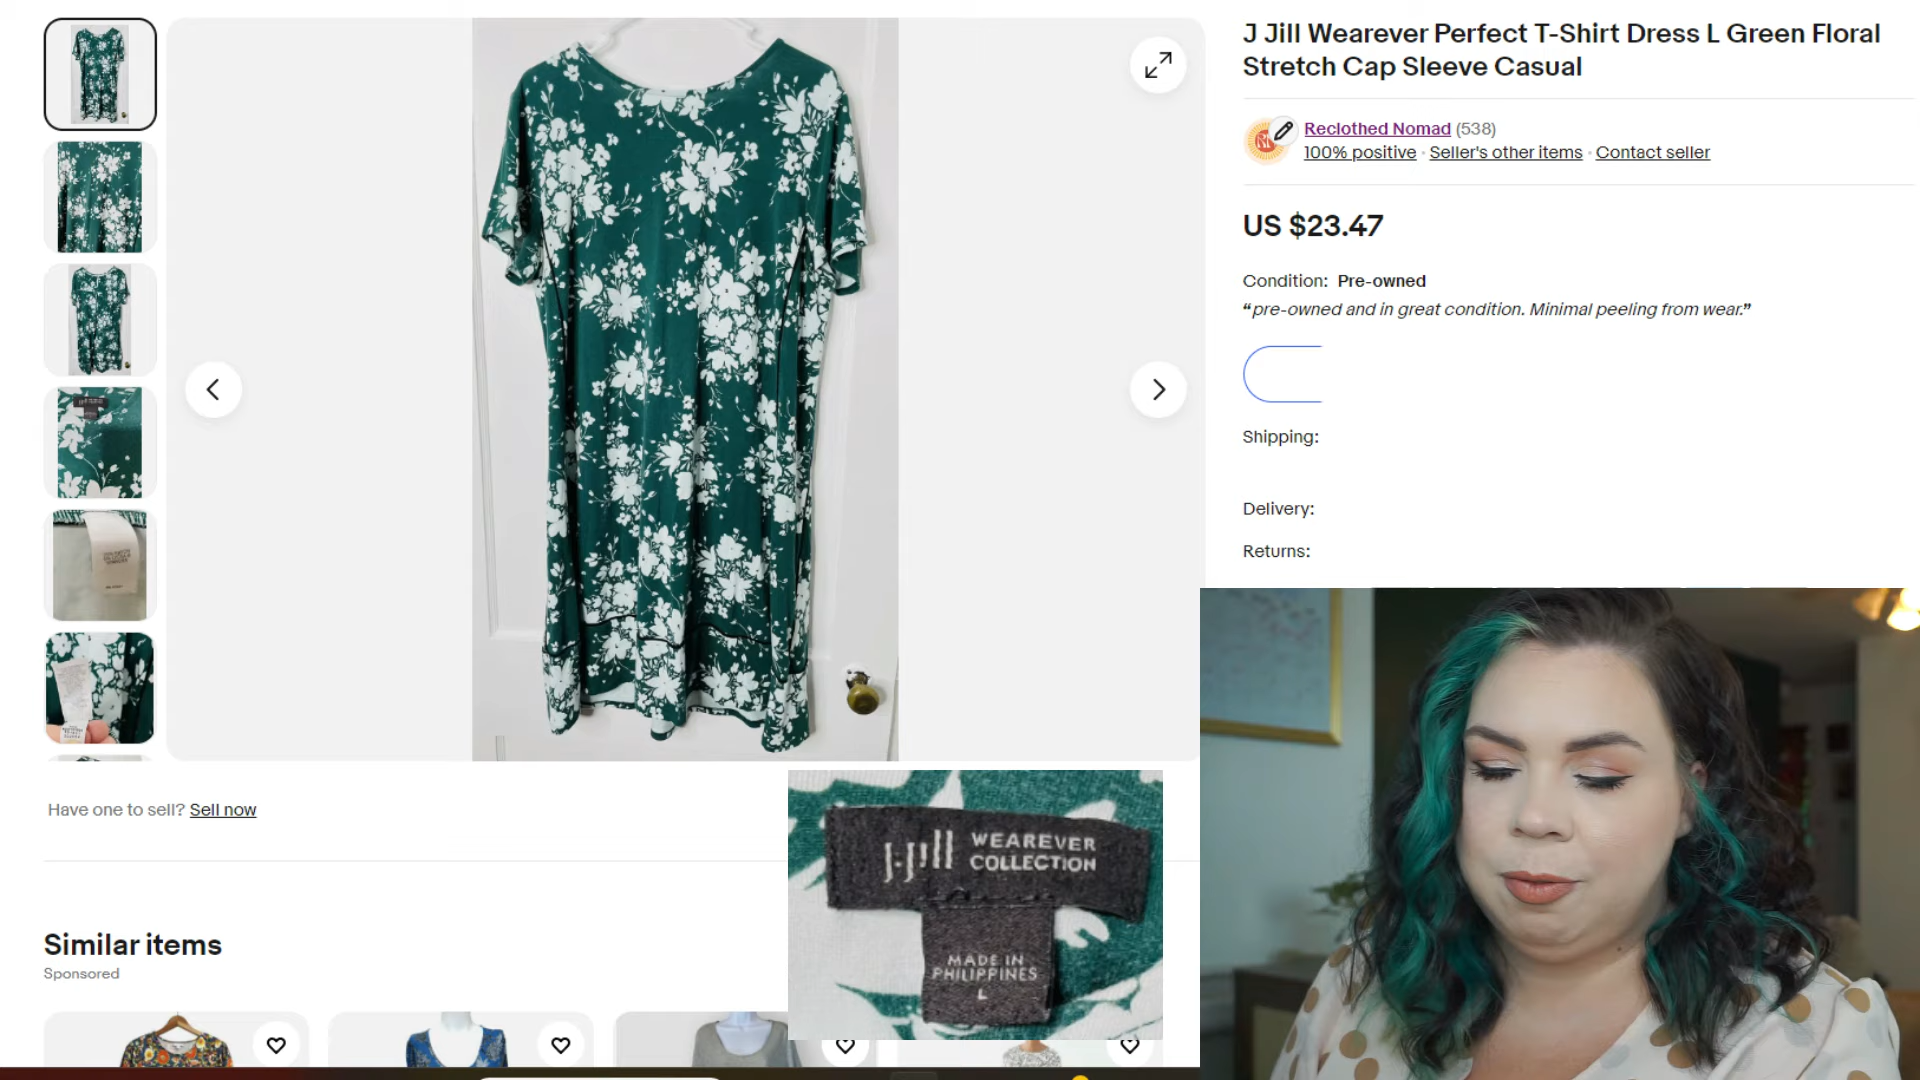 J Jill Wearever Perfect T-Shirt Dress L Green Floral
Stretch Cap Sleeve Casual
Reclothed Nomad (538)
100% positive · Seller's other items · Contact seller
US $23.47
Condition: Pre-owned
“pre-owned and in great condition. Minimal peeling from wear.”
Shipping:
Delivery:
Returns:
Have one to sell? Sell now
J.Jill WEAREVER
COLLECTION
MADE IN
PHILIPPINES
L
Similar items
Sponsored